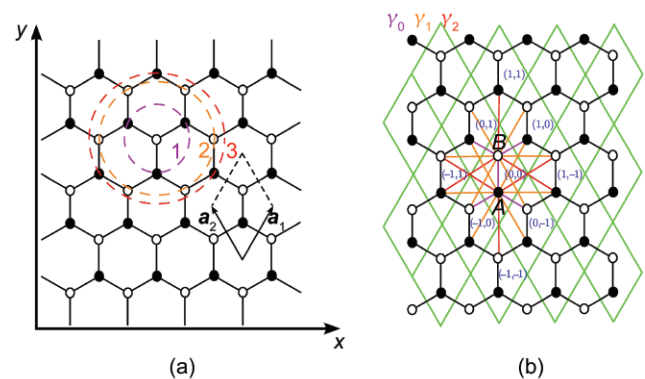 y
1 2 3
a₂ a₁
x
(a)
γ₀ γ₁ γ₂
(1,1)
(0,1) (1,0)
B
(–1,1) (0,0) (1,–1)
A
(–1,0) (0,–1)
(–1,–1)
(b)